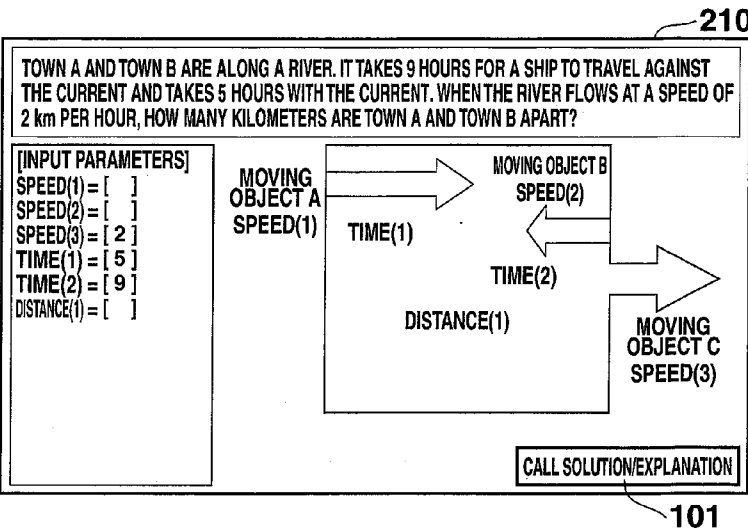 210
TOWN A AND TOWN B ARE ALONG A RIVER. IT TAKES 9 HOURS FOR A SHIP TO TRAVEL AGAINST
THE CURRENT AND TAKES 5 HOURS WITH THE CURRENT. WHEN THE RIVER FLOWS AT A SPEED OF
2 km PER HOUR, HOW MANY KILOMETERS ARE TOWN A AND TOWN B APART?
[INPUT PARAMETERS]
SPEED(1) = [ ]
SPEED(2) = [ ]
SPEED(3) = [ 2 ]
TIME(1) = [ 5 ]
TIME(2) = [ 9 ]
DISTANCE(1) = [ ]
MOVING
OBJECT A
SPEED(1)
TIME(1)
MOVING OBJECT B
SPEED(2)
TIME(2)
DISTANCE(1)
MOVING
OBJECT C
SPEED(3)
CALL SOLUTION/EXPLANATION
101